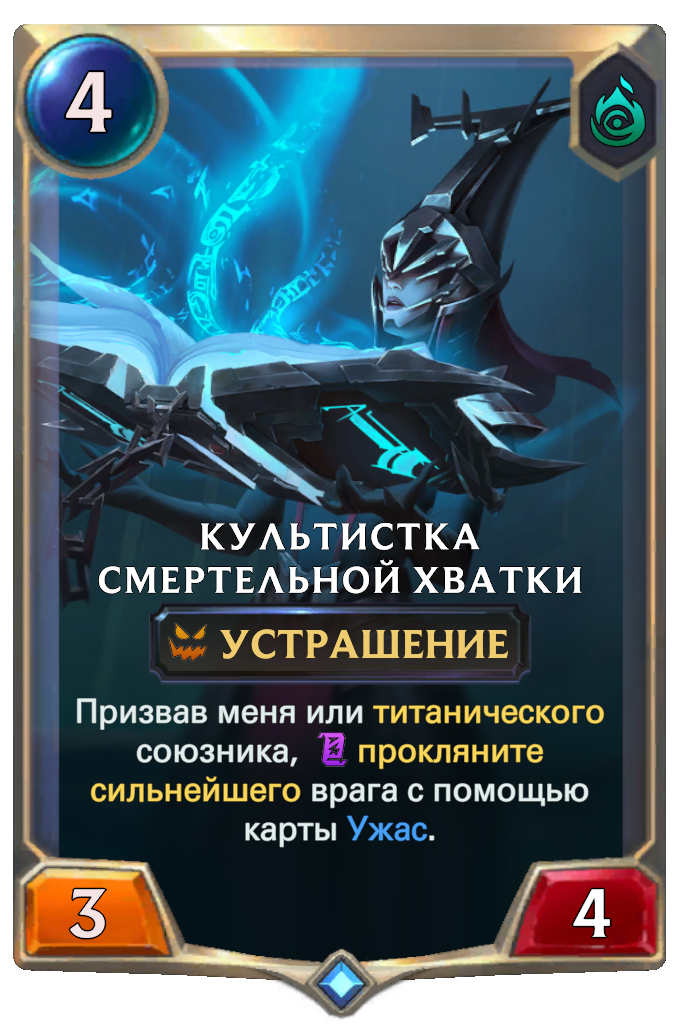 4
КУЛЬТИСТКА
СМЕРТЕЛЬНОЙ ХВАТКИ
УСТРАШЕНИЕ
Призвав меня или титанического
союзника, прокляните
сильнейшего врага с помощью
карты Ужас.
3
4